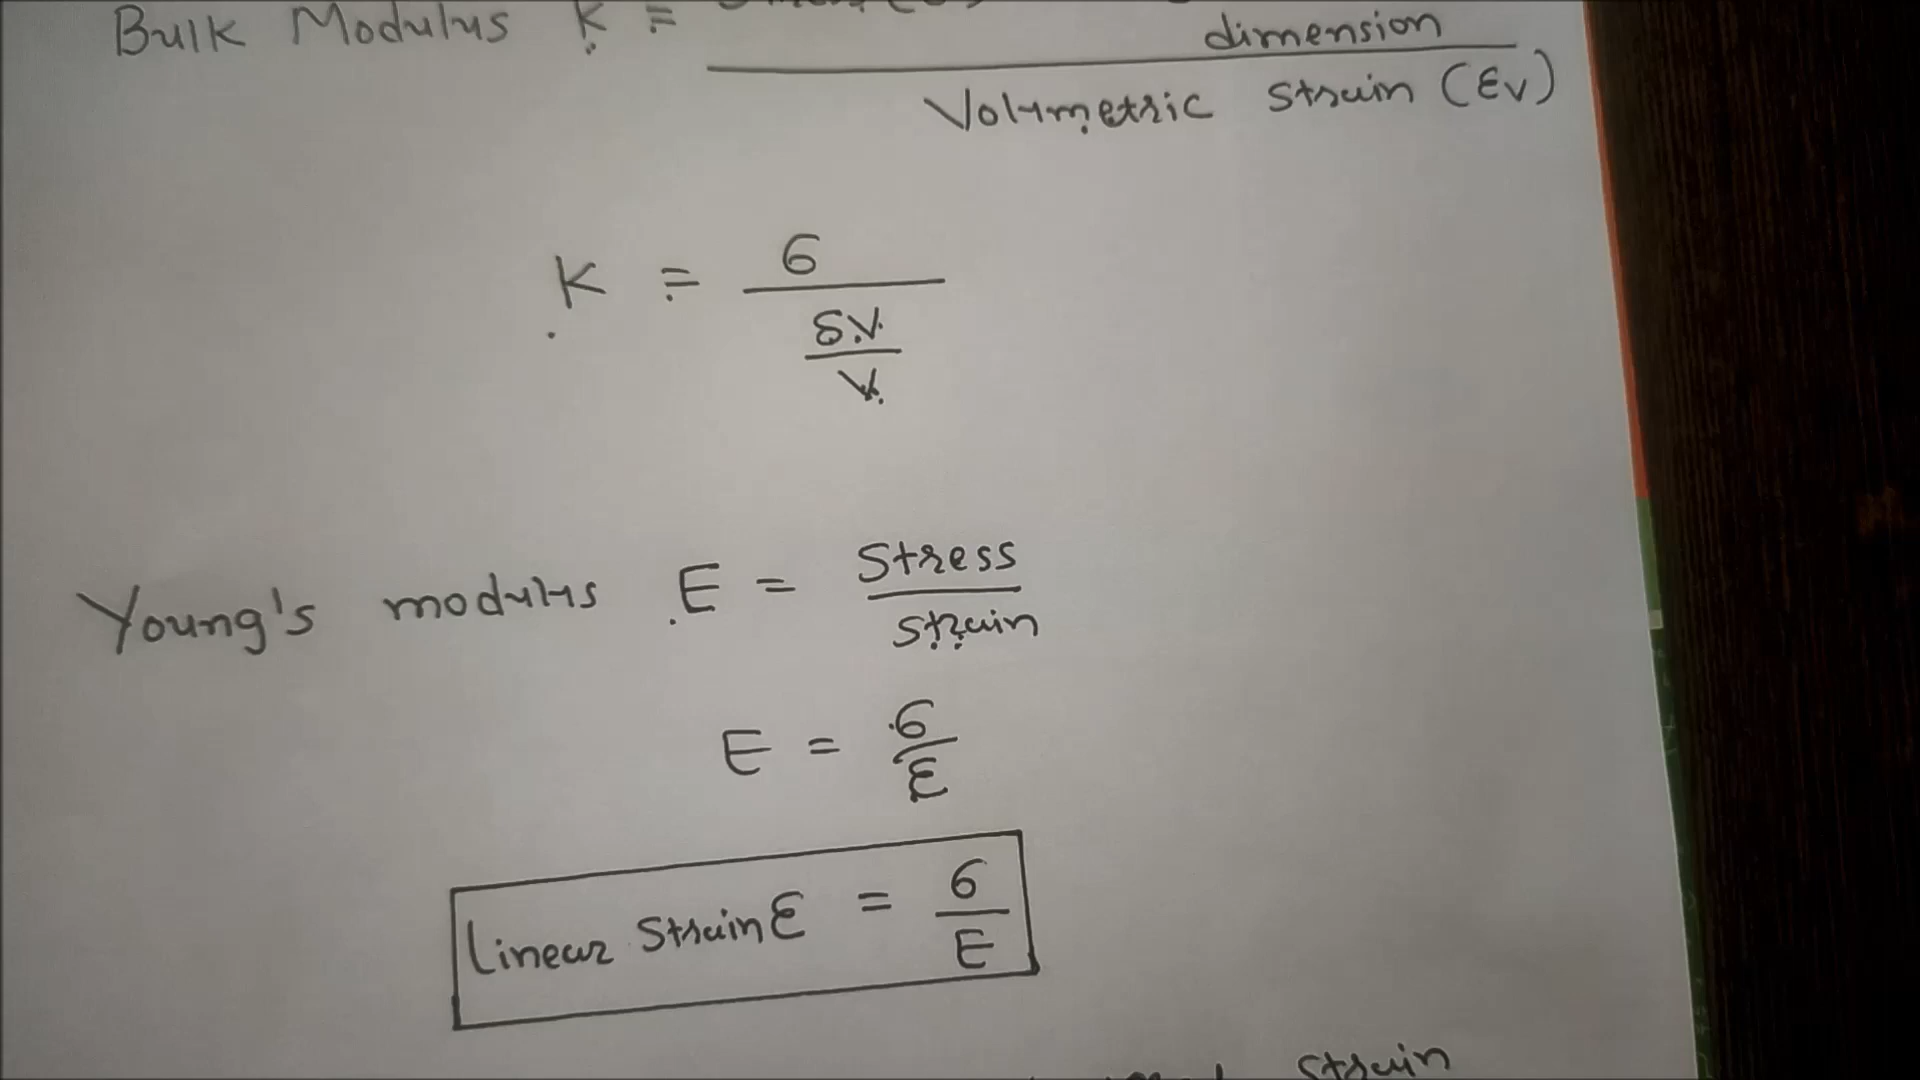 Bulk Modulus K =
dimension
Volumetric strain (εv)
K = σ / (δV / V)
Young's modulus E = Stress / strain
E = σ / ε
Linear strain ε = σ / E
strain